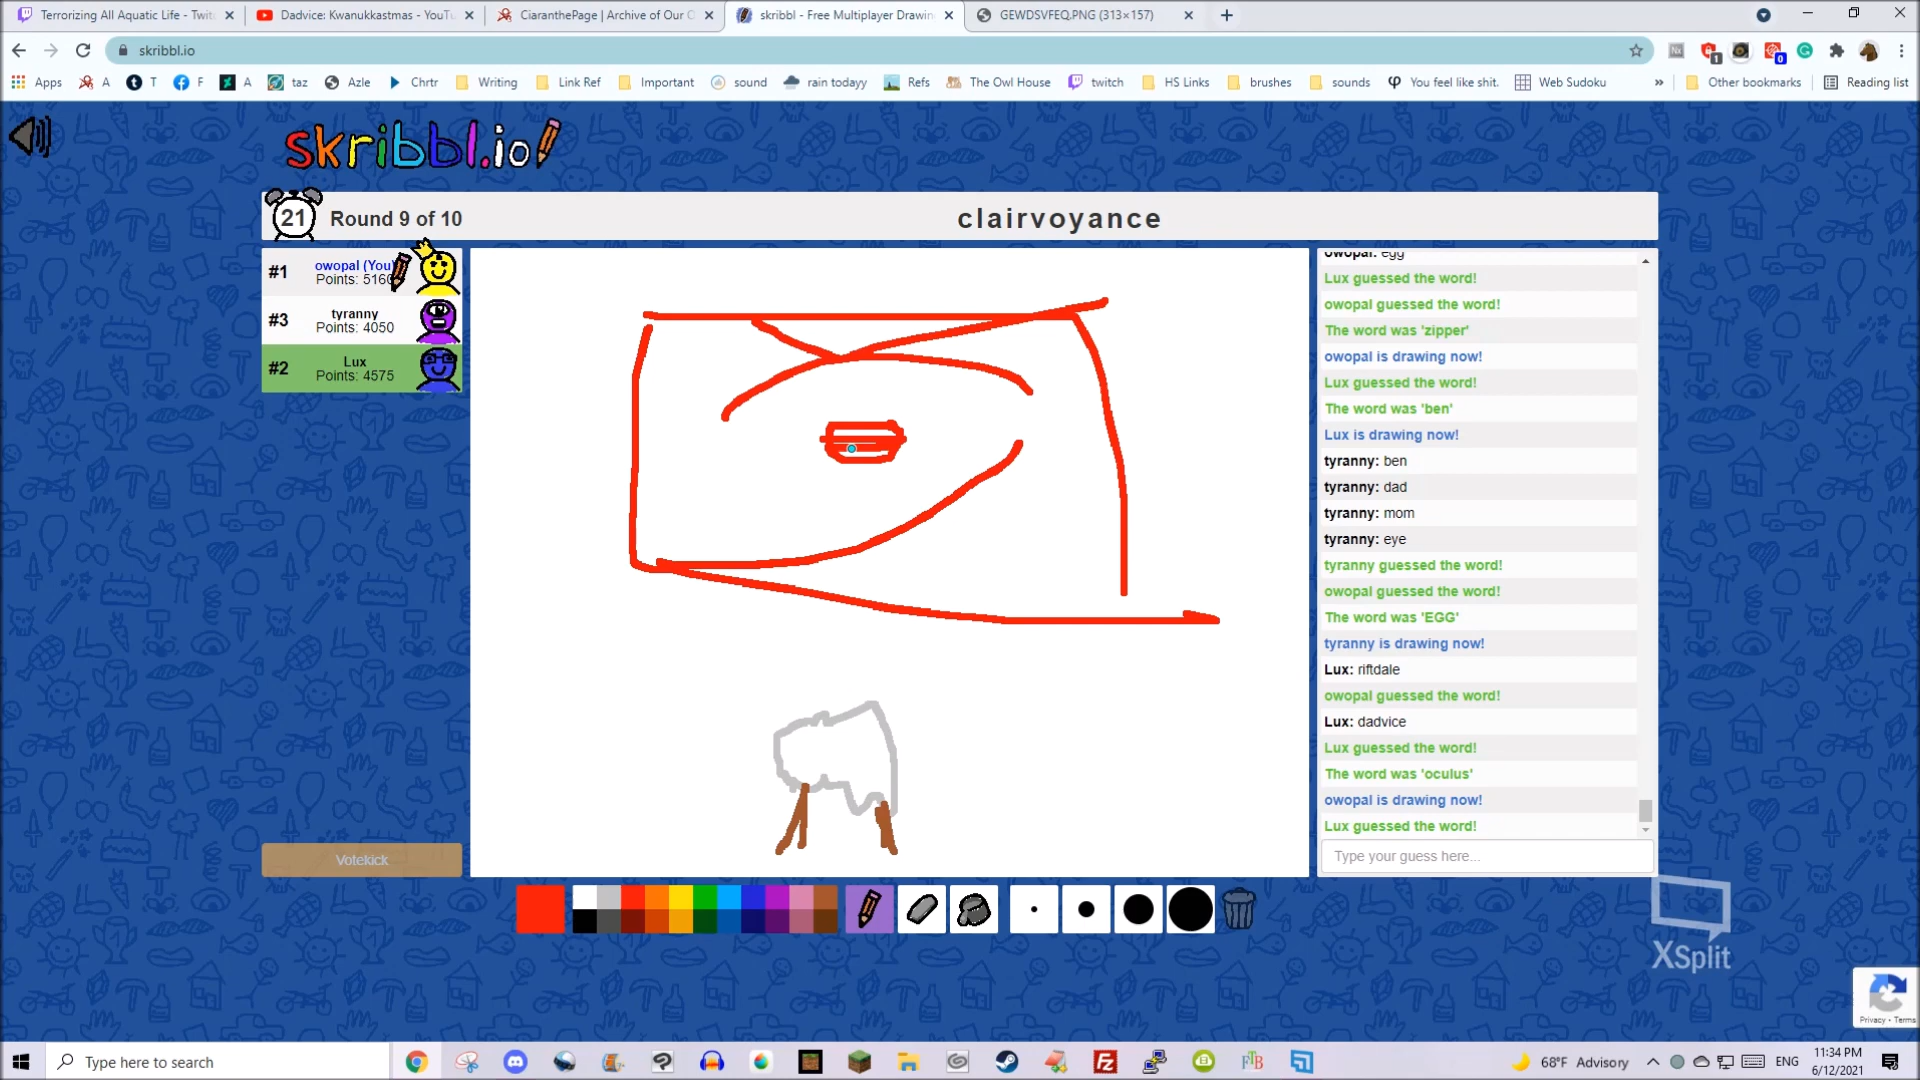 Terrorizing All Aquatic Life - Twit
Dadvice: Kwanukkastmas - YouTu
CiaranthePage | Archive of Our O
skribbl - Free Multiplayer Drawin
GEWDSVFEQ.PNG (313×157)
skribbl.io
Apps
A
T
F
A
taz
Azle
Chrtr
Writing
Link Ref
Important
sound
rain todayy
Refs
The Owl House
twitch
HS Links
brushes
sounds
You feel like shit.
Web Sudoku
»
Other bookmarks
Reading list
skribbl.io
21
Round 9 of 10
clairvoyance
#1
owopal (You)
Points: 5160
#3
tyranny
Points: 4050
#2
Lux
Points: 4575
Votekick
owopal: egg
Lux guessed the word!
owopal guessed the word!
The word was 'zipper'
owopal is drawing now!
Lux guessed the word!
The word was 'ben'
Lux is drawing now!
tyranny: ben
tyranny: dad
tyranny: mom
tyranny: eye
tyranny guessed the word!
owopal guessed the word!
The word was 'EGG'
tyranny is drawing now!
Lux: riftdale
owopal guessed the word!
Lux: dadvice
Lux guessed the word!
The word was 'oculus'
owopal is drawing now!
Lux guessed the word!
Type your guess here...
XSplit
Privacy - Terms
Type here to search
68°F Advisory
ENG
11:34 PM
6/12/2021